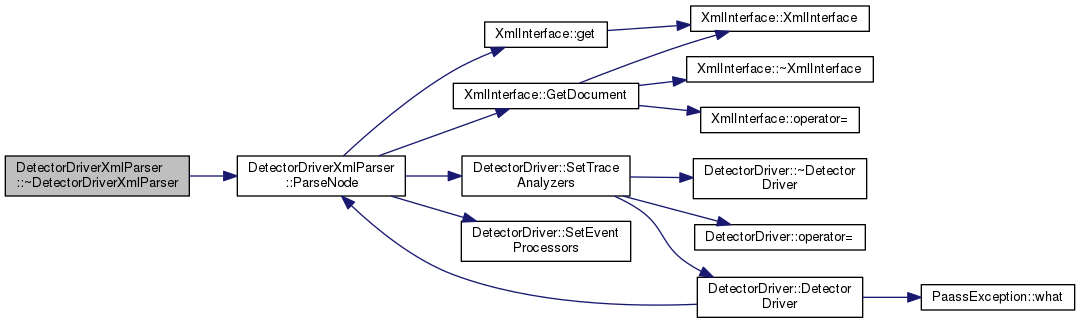 DetectorDriverXmlParser
::~DetectorDriverXmlParser
DetectorDriverXmlParser
::ParseNode
XmlInterface::get
XmlInterface::GetDocument
DetectorDriver::SetTrace
Analyzers
DetectorDriver::SetEvent
Processors
XmlInterface::XmlInterface
XmlInterface::~XmlInterface
XmlInterface::operator=
DetectorDriver::~Detector
Driver
DetectorDriver::operator=
DetectorDriver::Detector
Driver
PaassException::what